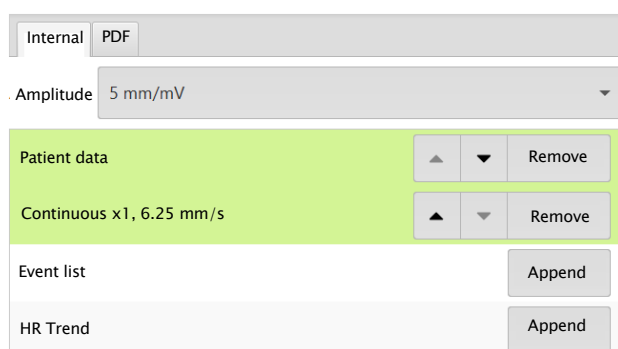 Internal PDF
Amplitude 5 mm/mV
Patient data Remove
Continuous x1, 6.25 mm/s Remove
Event list Append
HR Trend Append